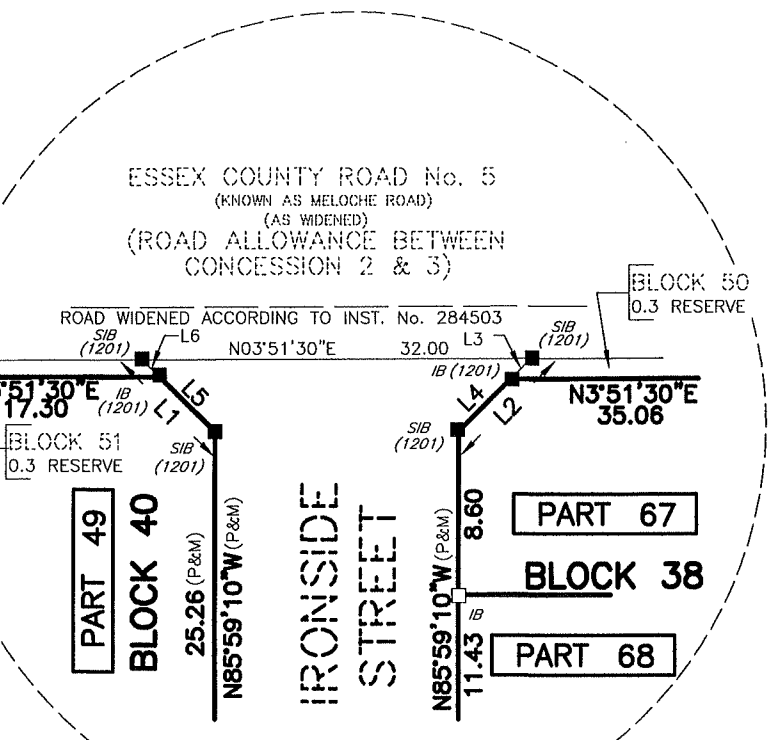 ESSEX COUNTY ROAD No. 5
(KNOWN AS MELOCHE ROAD)
(AS WIDENED)
(ROAD ALLOWANCE BETWEEN
CONCESSION 2 & 3)
BLOCK 50
0.3 RESERVE
ROAD WIDENED ACCORDING TO INST. No. 284503
SIB
(1201)
L6
N03°51'30"E 32.00
L3
SIB
(1201)
IB (1201)
°51'30"E
17.30
IB
(1201)
L5
L1
L4
L2
N3°51'30"E
35.06
BLOCK 51
0.3 RESERVE
SIB
(1201)
SIB
(1201)
PART 49
BLOCK 40
25.26 (P&M)
N85°59'10"W (P&M)
IRONSIDE
STREET
N85°59'10"W (P&M)
8.60
PART 67
BLOCK 38
IB
11.43
PART 68